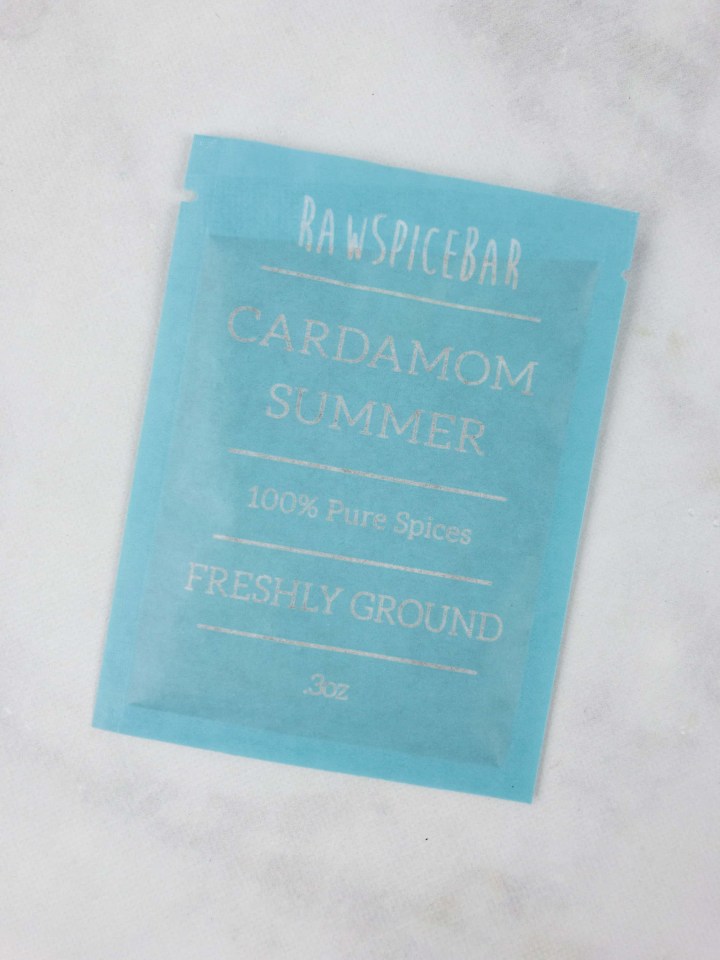 RAWSPICEBAR
CARDAMOM
SUMMER
100% Pure Spices
FRESHLY GROUND
.3oz